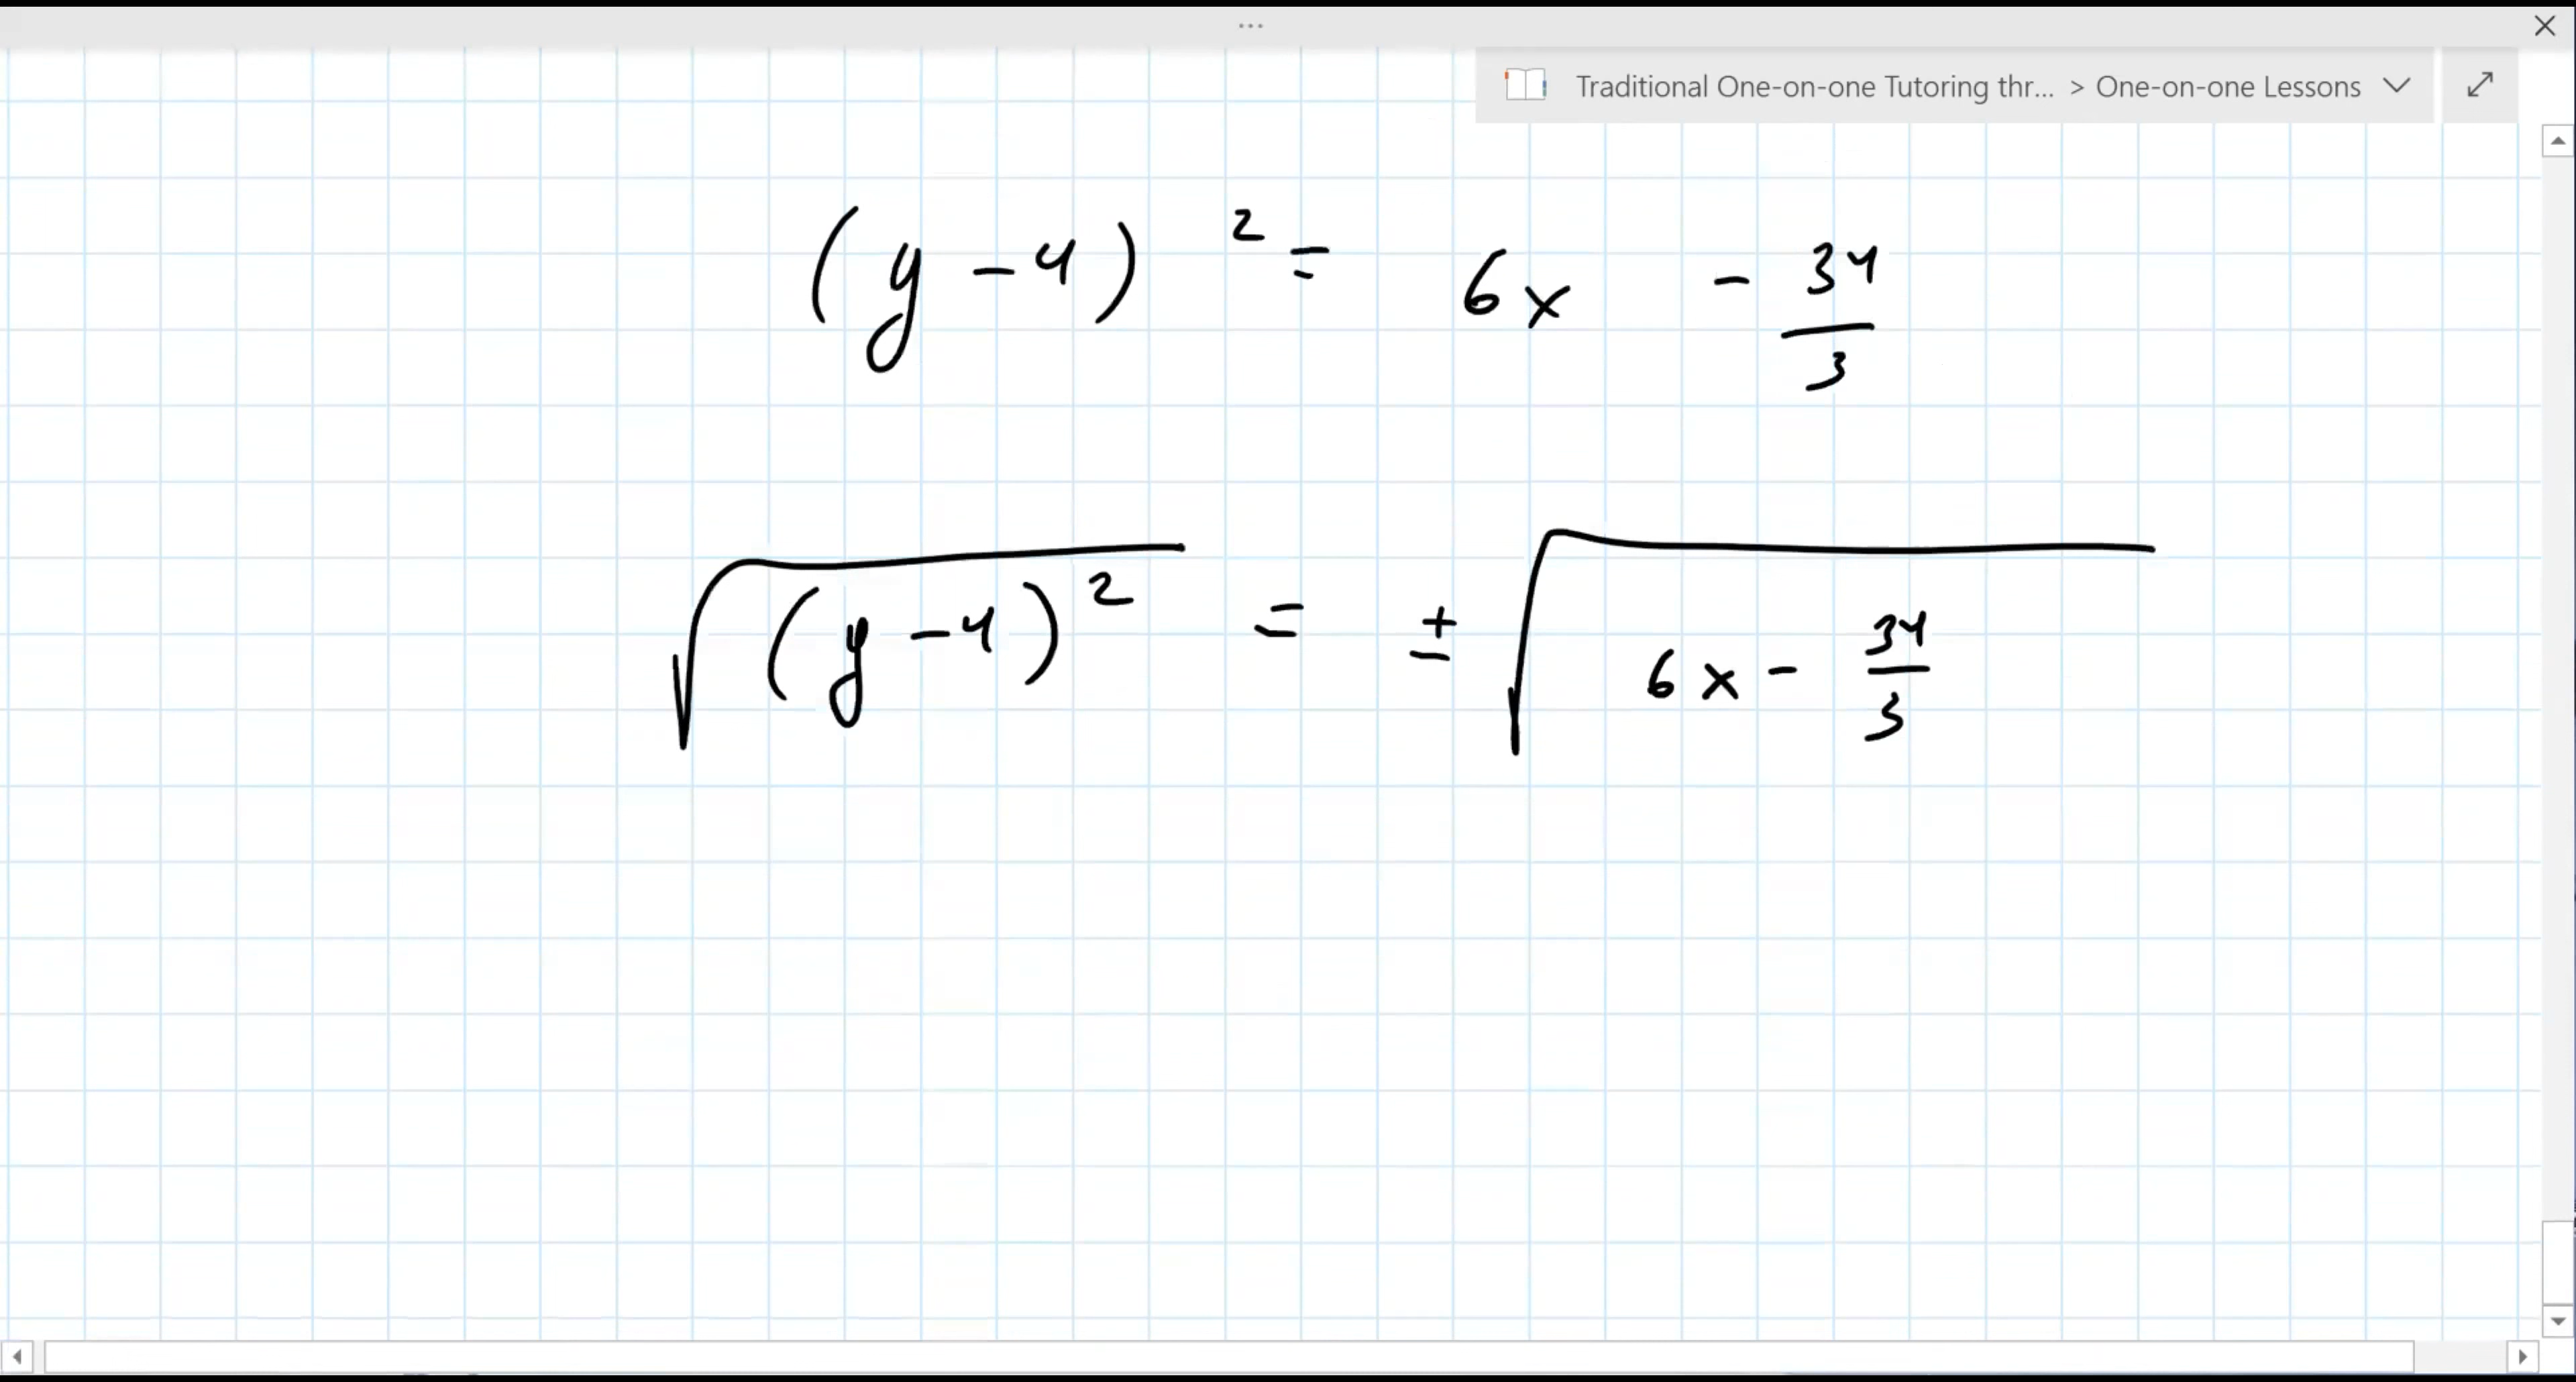 Traditional One-on-one Tutoring thr... > One-on-one Lessons
(y - 4)² = 6x - 34/3
√(y - 4)² = ± √6x - 34/3